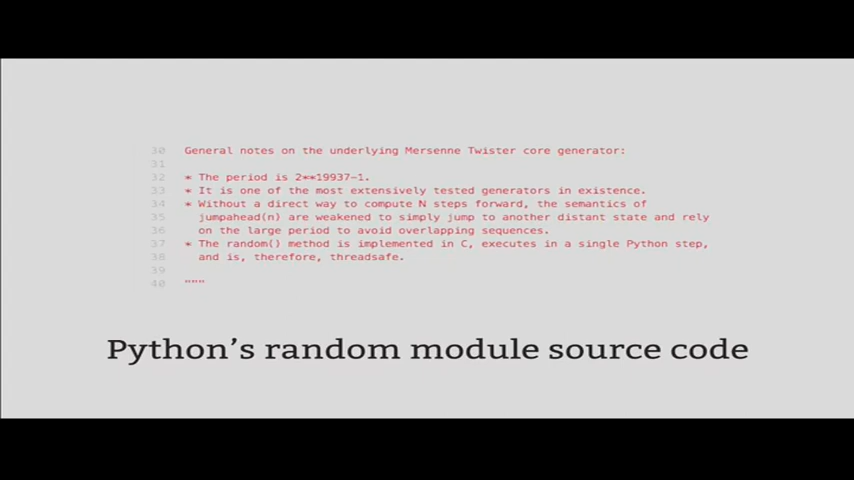 30 General notes on the underlying Mersenne Twister core generator:
31
32 * The period is 2**19937-1.
33 * It is one of the most extensively tested generators in existence.
34 * Without a direct way to compute N steps forward, the semantics of
35 jumpahead(n) are weakened to simply jump to another distant state and rely
36 on the large period to avoid overlapping sequences.
37 * The random() method is implemented in C, executes in a single Python step,
38 and is, therefore, threadsafe.
39
40 """
Python's random module source code